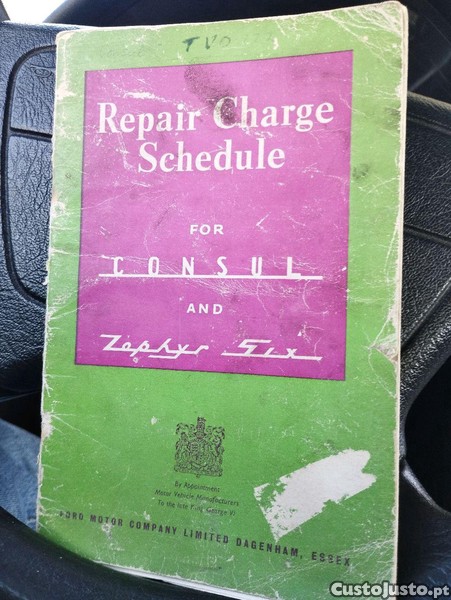 TVO
Repair Charge
Schedule
FOR
CONSUL
AND
Zephyr Six
By Appointment
Motor Vehicle Manufacturers
To the late King George VI
FORD MOTOR COMPANY LIMITED DAGENHAM, ESSEX
CustoJusto.pt